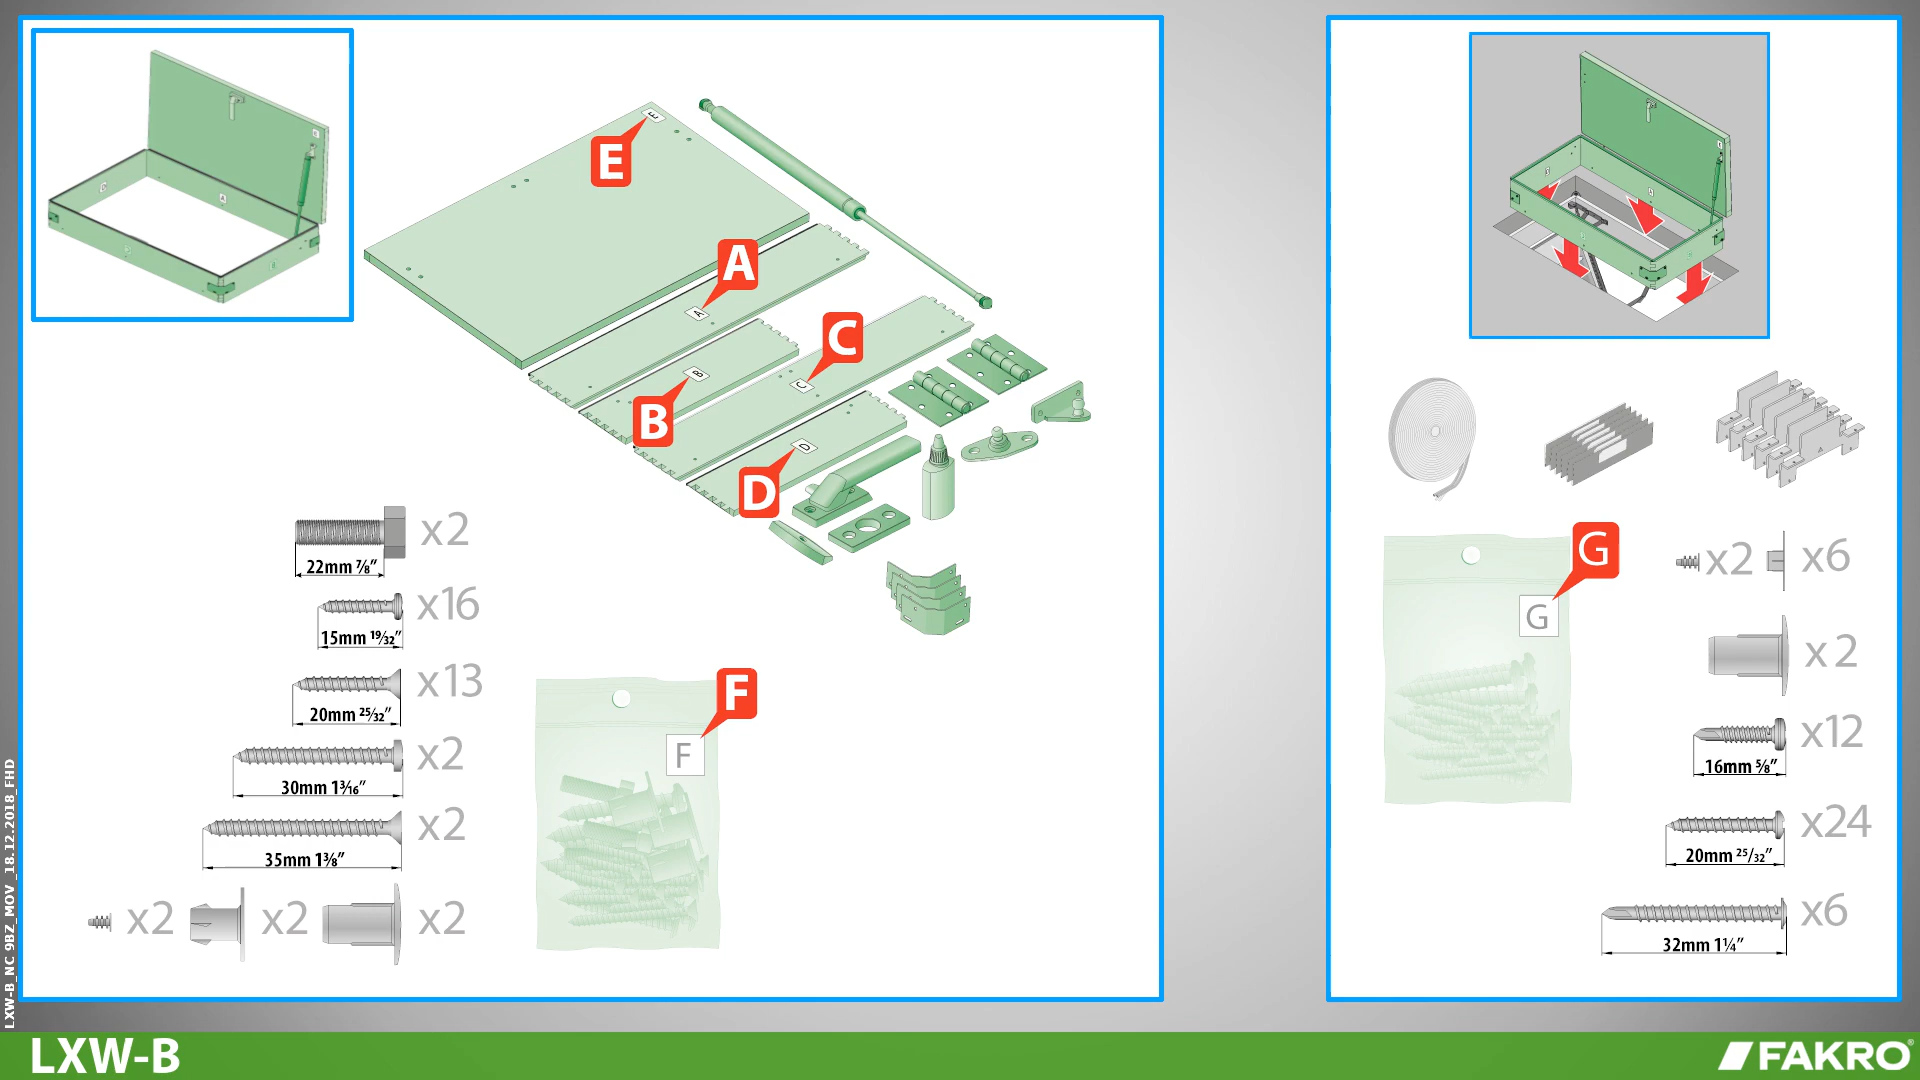 E
E
A
A
C
C
B
B
D
D
x2
22mm ⅞"
x16
15mm 19/32"
x13
20mm 25/32"
x2
30mm 1³⁄₁₆"
x2
35mm 1⅜"
x2
x2
x2
F
F
G
G
x2
x6
x2
x12
16mm ⅝"
x24
20mm 25/32"
x6
32mm 1¼"
LXW-B_NC_9BZ_MOV_18.12.2018_FHD
LXW-B
FAKRO®